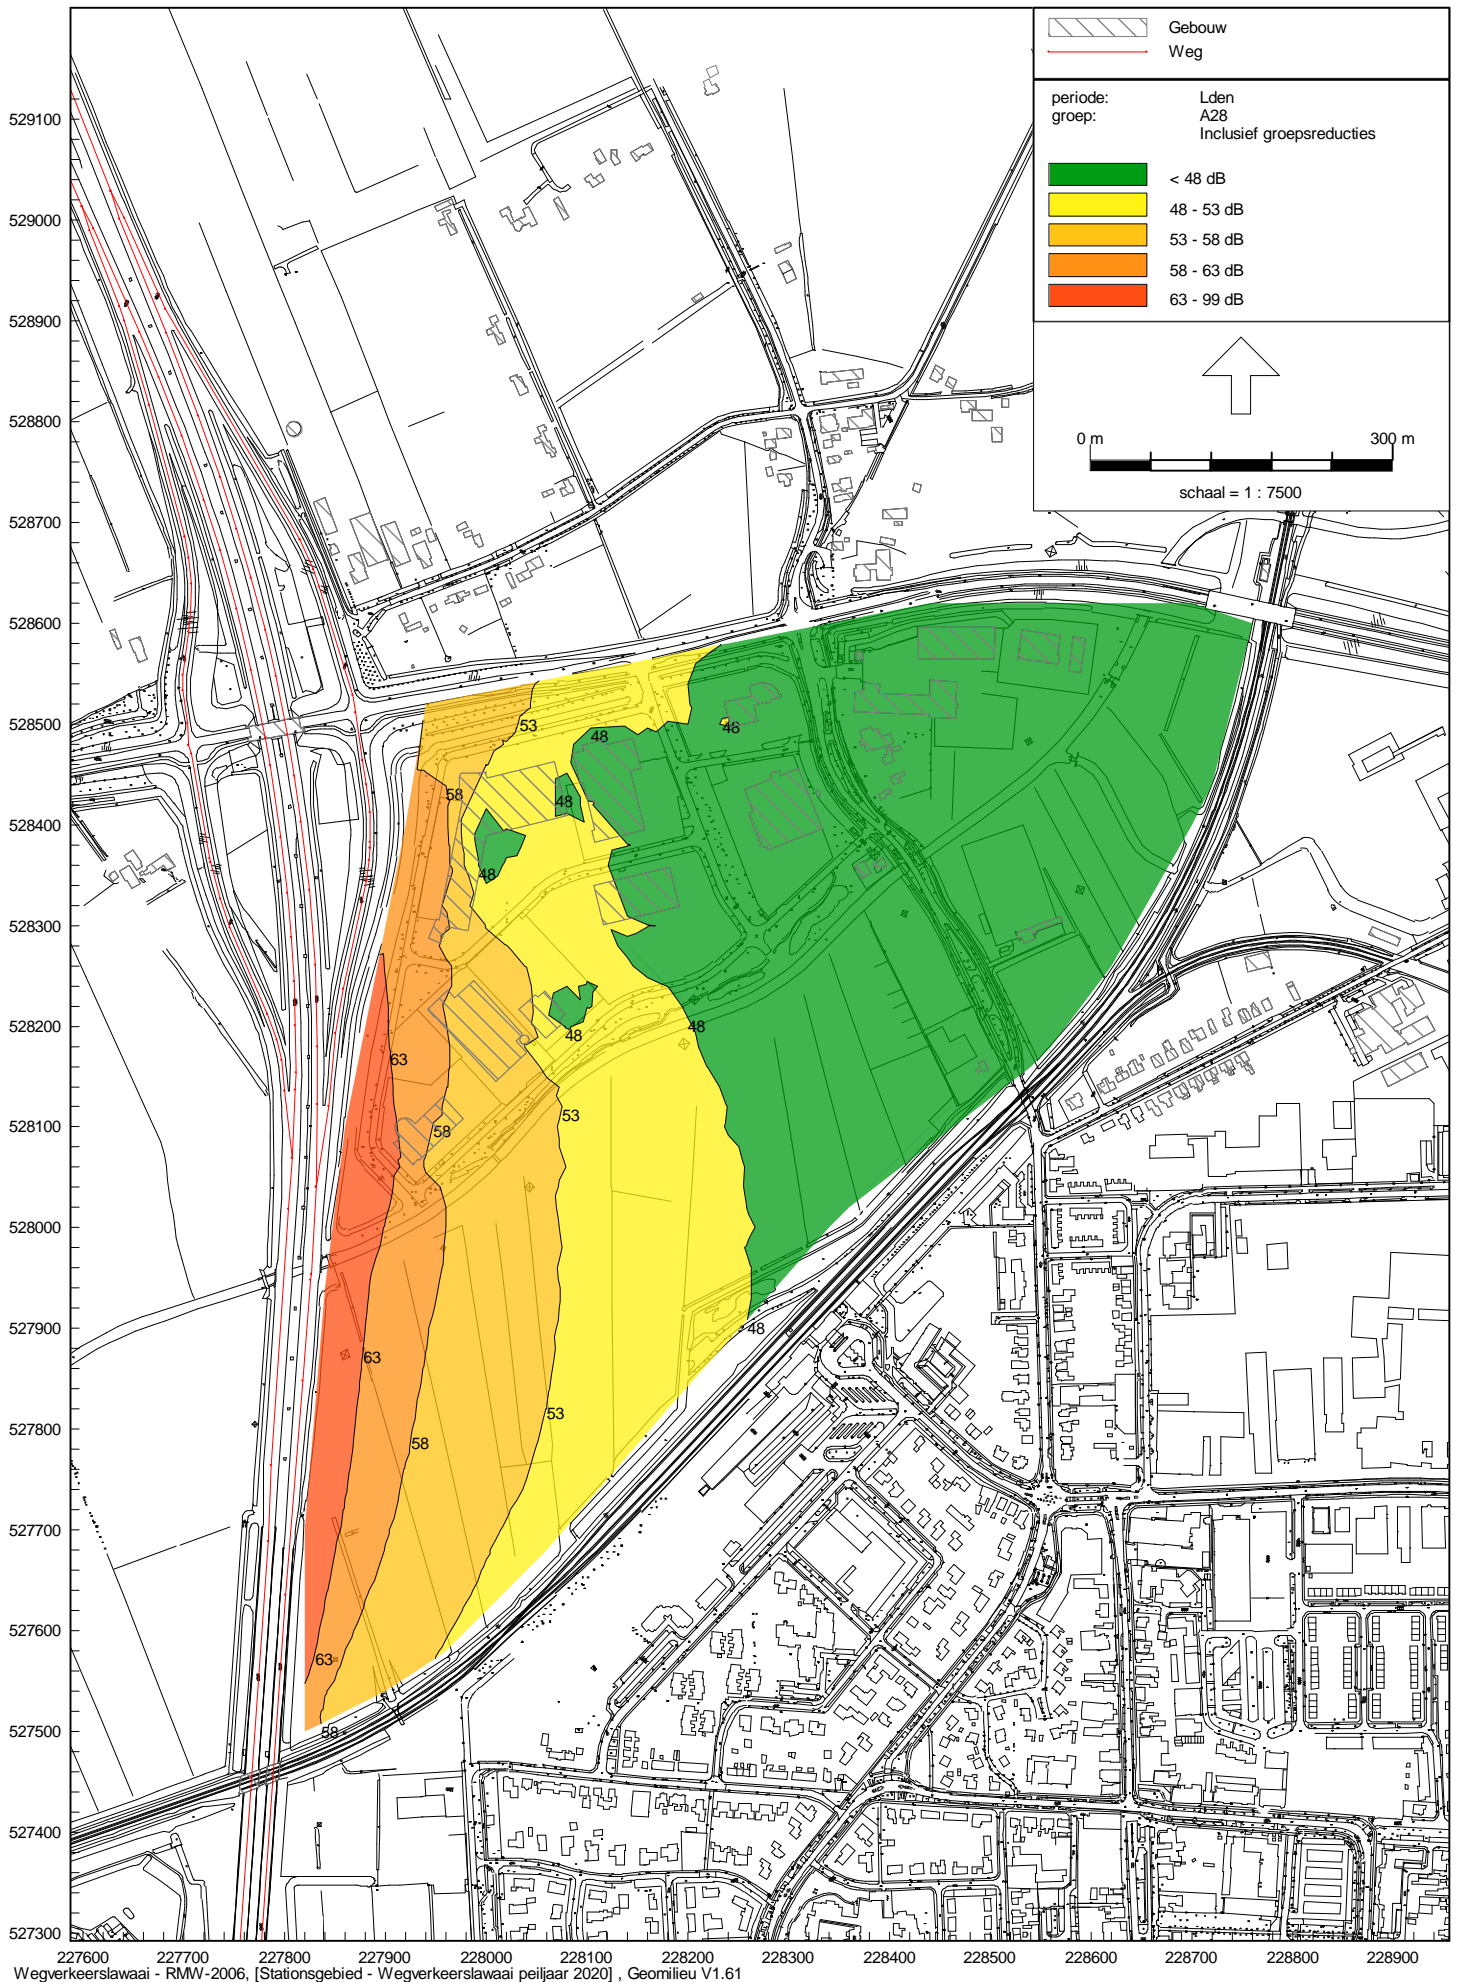 Gebouw
Weg
periode: Lden
groep: A28
Inclusief groepsreducties
< 48 dB
48 - 53 dB
53 - 58 dB
58 - 63 dB
63 - 99 dB
0 m 300 m
schaal = 1 : 7500
529100
529000
528900
528800
528700
528600
528500
528400
528300
528200
528100
528000
527900
527800
527700
527600
527500
527400
527300
53
48
48
58
48
48
48
48
63
53
58
48
63
53
58
63
58
227600 227700 227800 227900 228000 228100 228200 228300 228400 228500 228600 228700 228800 228900
Wegverkeerslawaai - RMW-2006, [Stationsgebied - Wegverkeerslawaai peiljaar 2020] , Geomilieu V1.61